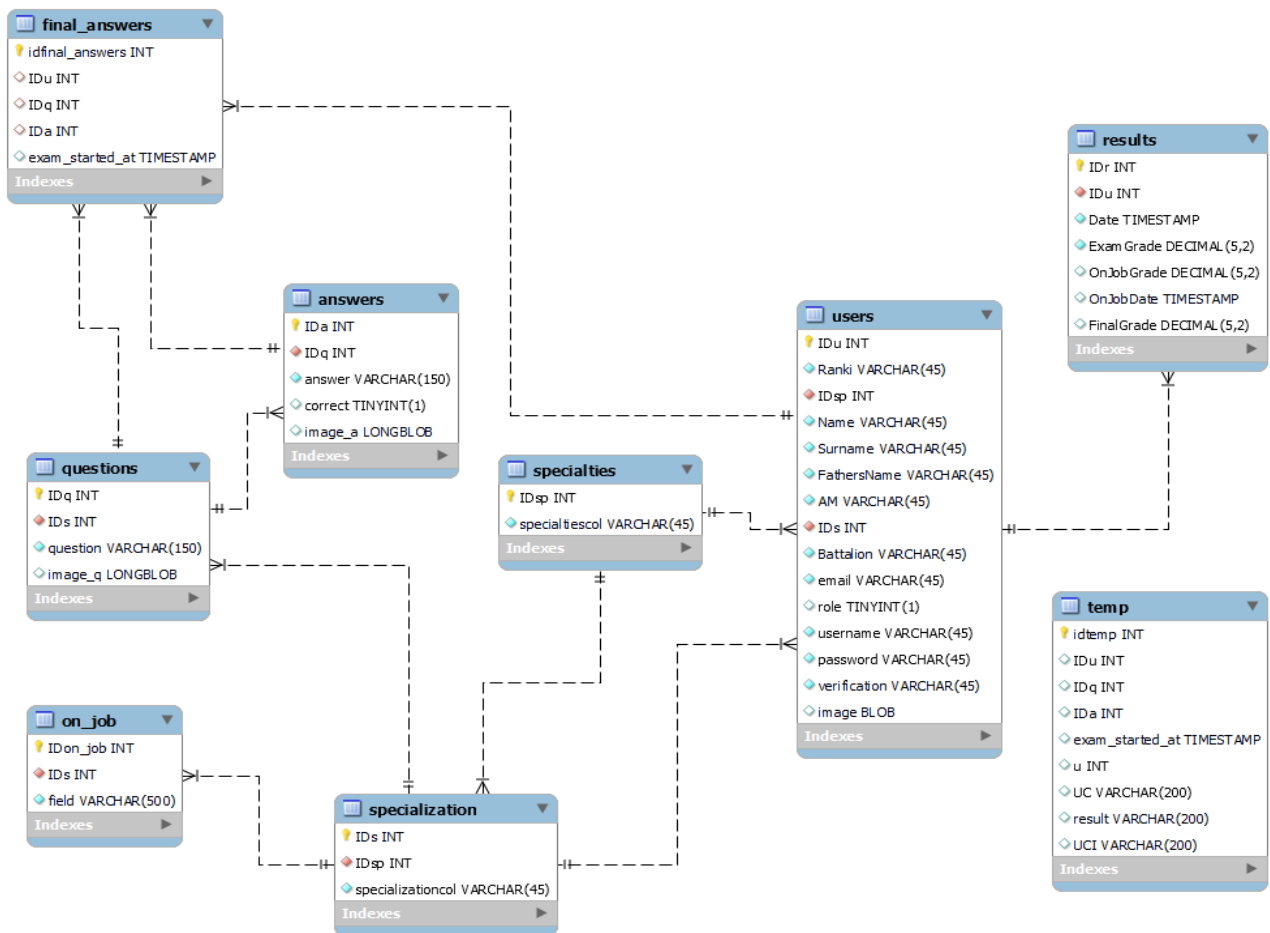 final_answers
idfinal_answers INT
IDu INT
IDq INT
IDa INT
exam_started_at TIMESTAMP
Indexes
answers
IDa INT
IDq INT
answer VARCHAR(150)
correct TINYINT(1)
image_a LONGBLOB
Indexes
questions
IDq INT
IDs INT
question VARCHAR(150)
image_q LONGBLOB
Indexes
on_job
IDon_job INT
IDs INT
field VARCHAR(500)
Indexes
specialties
IDsp INT
specialtiescol VARCHAR(45)
Indexes
specialization
IDs INT
IDsp INT
specializationcol VARCHAR(45)
Indexes
users
IDu INT
Ranki VARCHAR(45)
IDsp INT
Name VARCHAR(45)
Surname VARCHAR(45)
FathersName VARCHAR(45)
AM VARCHAR(45)
IDs INT
Battalion VARCHAR(45)
email VARCHAR(45)
role TINYINT(1)
username VARCHAR(45)
password VARCHAR(45)
verification VARCHAR(45)
image BLOB
Indexes
results
IDr INT
IDu INT
Date TIMESTAMP
ExamGrade DECIMAL(5,2)
OnJobGrade DECIMAL(5,2)
OnJobDate TIMESTAMP
FinalGrade DECIMAL(5,2)
Indexes
temp
idtemp INT
IDu INT
IDq INT
IDa INT
exam_started_at TIMESTAMP
u INT
UC VARCHAR(200)
result VARCHAR(200)
UCI VARCHAR(200)
Indexes